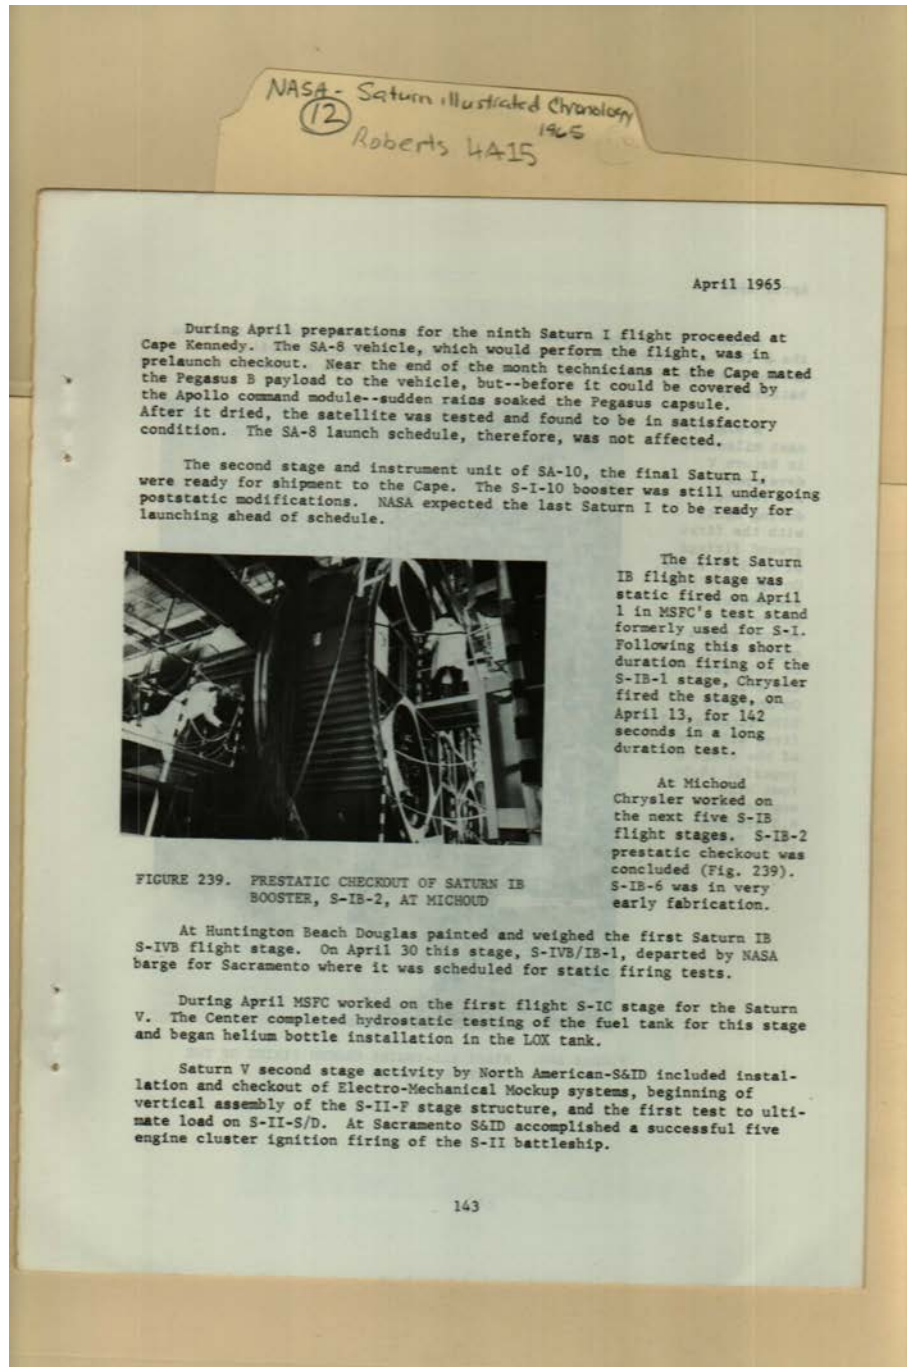 NASA - Saturn illustrated Chronology
12
1965
Roberts 4A15
April 1965
During April preparations for the ninth Saturn I flight proceeded at
Cape Kennedy. The SA-8 vehicle, which would perform the flight, was in
prelaunch checkout. Near the end of the month technicians at the Cape mated
the Pegasus B payload to the vehicle, but--before it could be covered by
the Apollo command module--sudden rains soaked the Pegasus capsule.
After it dried, the satellite was tested and found to be in satisfactory
condition. The SA-8 launch schedule, therefore, was not affected.
The second stage and instrument unit of SA-10, the final Saturn I,
were ready for shipment to the Cape. The S-I-10 booster was still undergoing
poststatic modifications. NASA expected the last Saturn I to be ready for
launching ahead of schedule.
The first Saturn
IB flight stage was
static fired on April
1 in MSFC's test stand
formerly used for S-I.
Following this short
duration firing of the
S-IB-1 stage, Chrysler
fired the stage, on
April 13, for 142
seconds in a long
duration test.
At Michoud
Chrysler worked on
the next five S-IB
flight stages. S-IB-2
prestatic checkout was
concluded (Fig. 239).
S-IB-6 was in very
early fabrication.
FIGURE 239. PRESTATIC CHECKOUT OF SATURN IB
BOOSTER, S-IB-2, AT MICHOUD
At Huntington Beach Douglas painted and weighed the first Saturn IB
S-IVB flight stage. On April 30 this stage, S-IVB/IB-1, departed by NASA
barge for Sacramento where it was scheduled for static firing tests.
During April MSFC worked on the first flight S-IC stage for the Saturn
V. The Center completed hydrostatic testing of the fuel tank for this stage
and began helium bottle installation in the LOX tank.
Saturn V second stage activity by North American-S&ID included instal-
lation and checkout of Electro-Mechanical Mockup systems, beginning of
vertical assembly of the S-II-F stage structure, and the first test to ulti-
mate load on S-II-S/D. At Sacramento S&ID accomplished a successful five
engine cluster ignition firing of the S-II battleship.
143